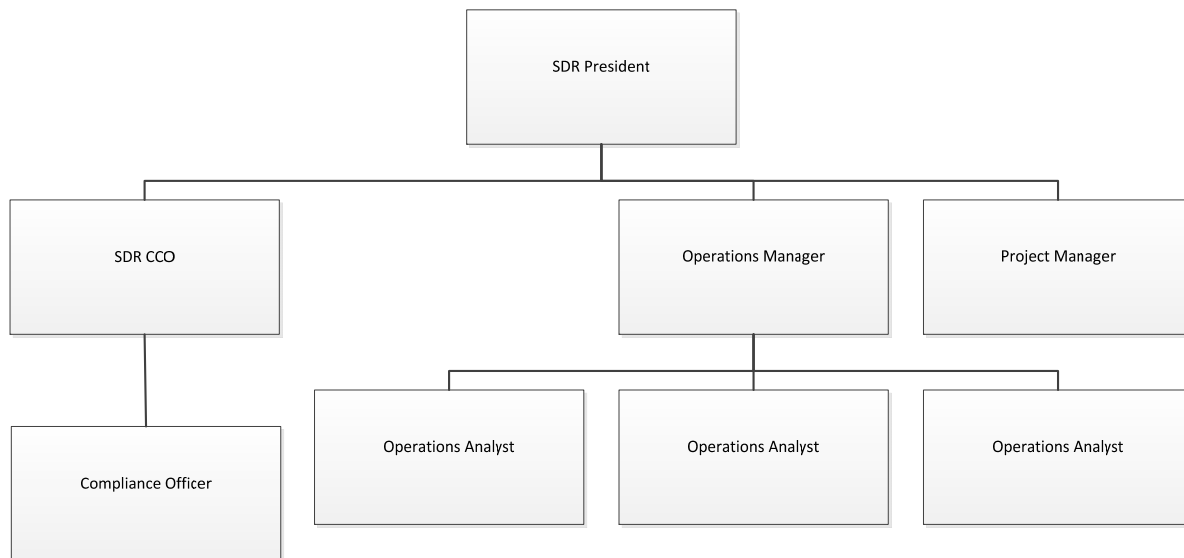 SDR President
SDR CCO
Operations Manager
Project Manager
Operations Analyst
Operations Analyst
Operations Analyst
Compliance Officer